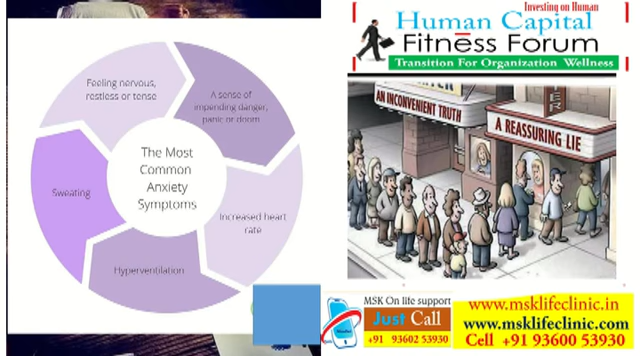 Feeling nervous,
restless or tense
A sense of
impending danger,
panic or doom
Increased heart
rate
Hyperventilation
Sweating
The Most
Common
Anxiety
Symptoms
Investing on Human
Human Capital
Fitness Forum
Transition For Organization Wellness
AN INCONVENIENT TRUTH
A REASSURING LIE
MSK On life support
Just Call
+91 93602 53930
www.msklifeclinic.in
www.msklifeclinic.com
Cell +91 93600 53930